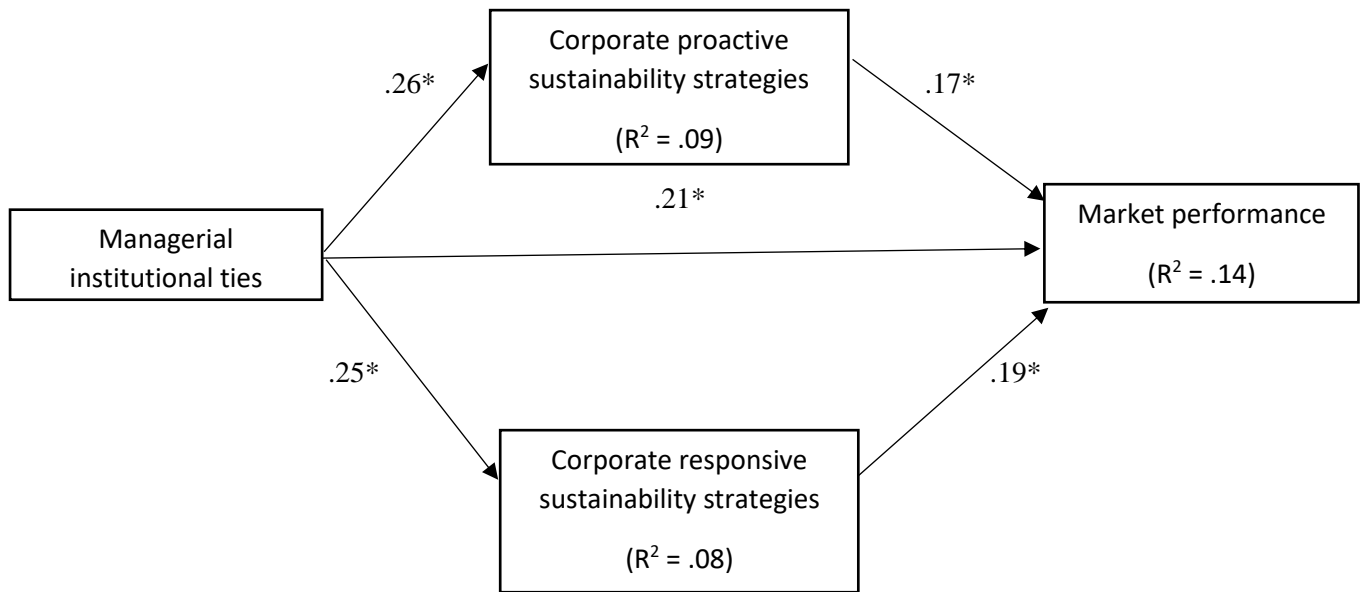 Corporate proactive
sustainability strategies
(R² = .09)
.26*
.17*
.21*
Managerial
institutional ties
Market performance
(R² = .14)
.25*
.19*
Corporate responsive
sustainability strategies
(R² = .08)